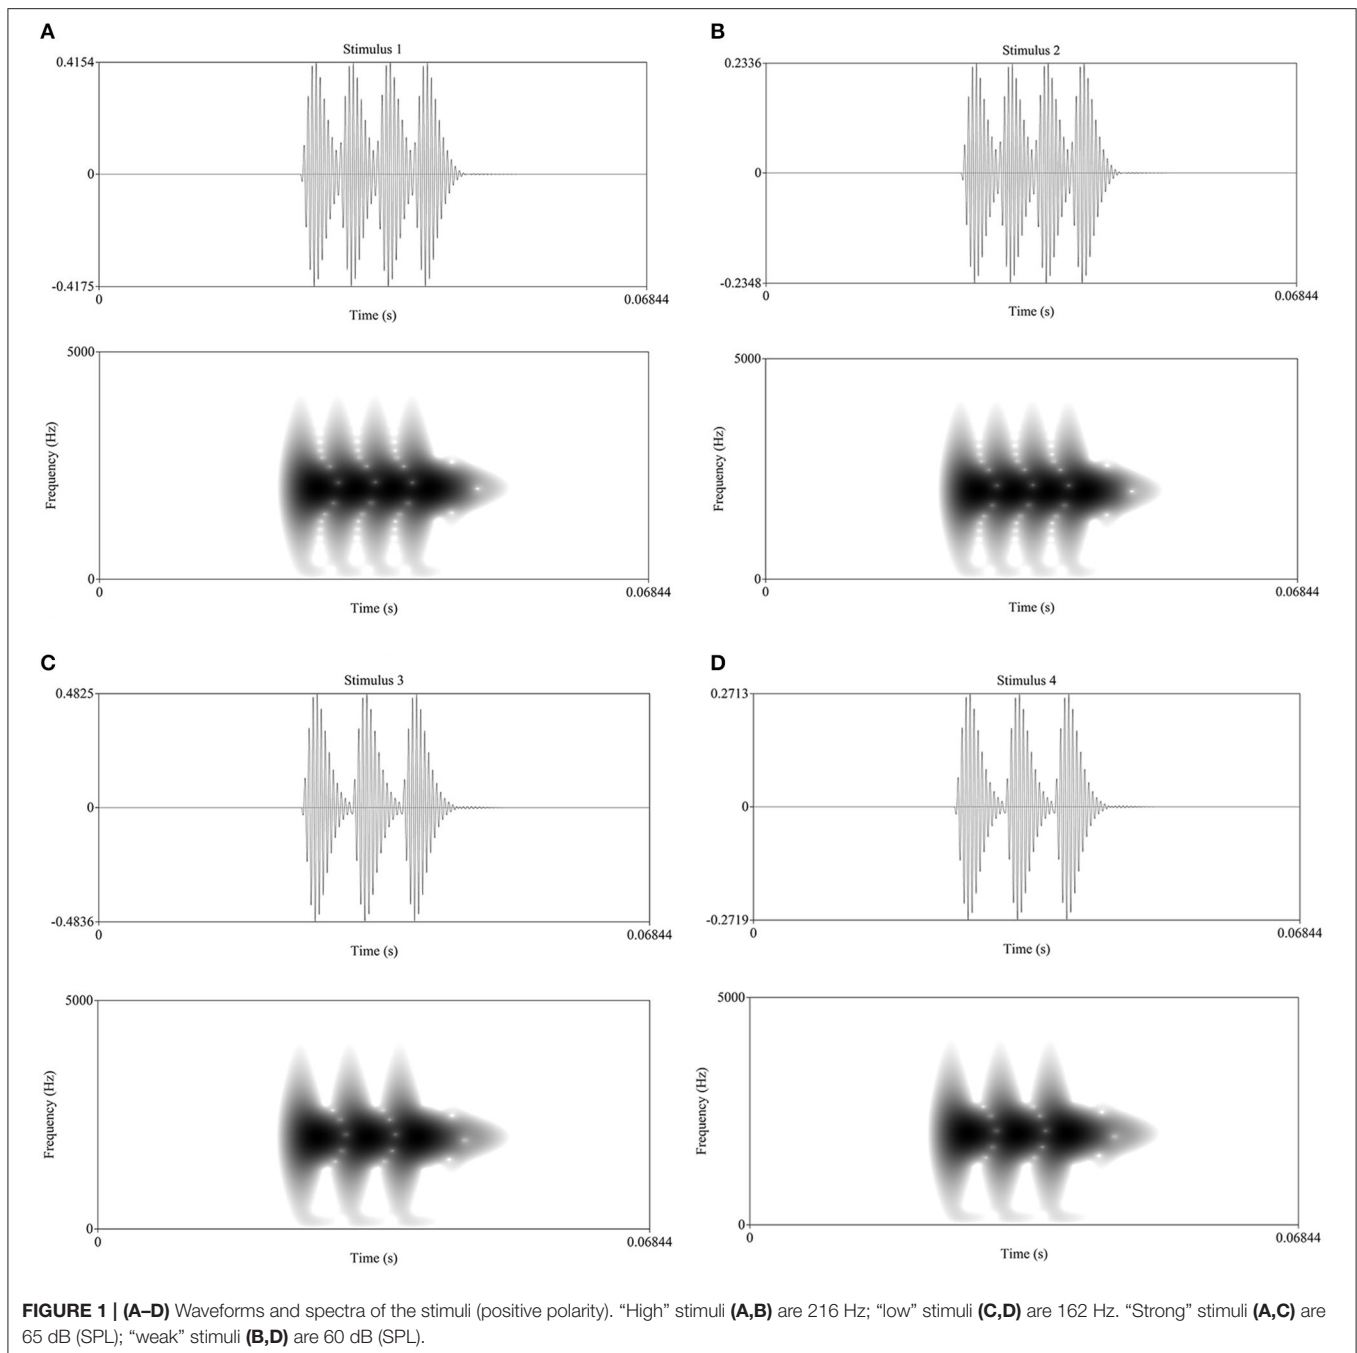 A
Stimulus 1
0.4154
0
-0.4175
0
0.06844
Time (s)
5000
Frequency (Hz)
0
0
0.06844
Time (s)
B
Stimulus 2
0.2336
0
-0.2348
0
0.06844
Time (s)
5000
Frequency (Hz)
0
0
0.06844
Time (s)
C
Stimulus 3
0.4825
0
-0.4836
0
0.06844
Time (s)
5000
Frequency (Hz)
0
0
0.06844
Time (s)
D
Stimulus 4
0.2713
0
-0.2719
0
0.06844
Time (s)
5000
Frequency (Hz)
0
0
0.06844
Time (s)
FIGURE 1 | (A–D) Waveforms and spectra of the stimuli (positive polarity). “High” stimuli (A,B) are 216 Hz; “low” stimuli (C,D) are 162 Hz. “Strong” stimuli (A,C) are
65 dB (SPL); “weak” stimuli (B,D) are 60 dB (SPL).